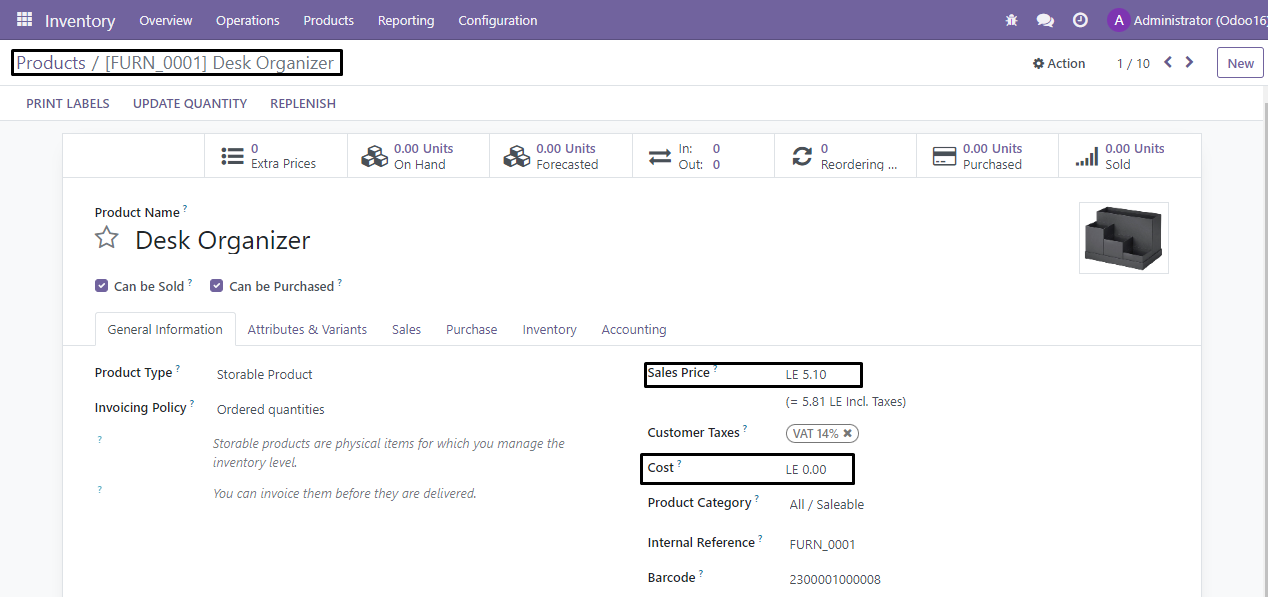 Inventory Overview Operations Products Reporting Configuration A Administrator (Odoo16)
Products / [FURN_0001] Desk Organizer Action 1 / 10 New
PRINT LABELS UPDATE QUANTITY REPLENISH
0 Extra Prices
0.00 Units On Hand
0.00 Units Forecasted
In: 0
Out: 0
0 Reordering ...
0.00 Units Purchased
0.00 Units Sold
Product Name ?
Desk Organizer
Can be Sold ? Can be Purchased ?
General Information Attributes & Variants Sales Purchase Inventory Accounting
Product Type ? Storable Product
Invoicing Policy ? Ordered quantities
? Storable products are physical items for which you manage the
inventory level.
? You can invoice them before they are delivered.
Sales Price ? LE 5.10
(= 5.81 LE Incl. Taxes)
Customer Taxes ? VAT 14% ✖
Cost ? LE 0.00
Product Category ? All / Saleable
Internal Reference ? FURN_0001
Barcode ? 2300001000008